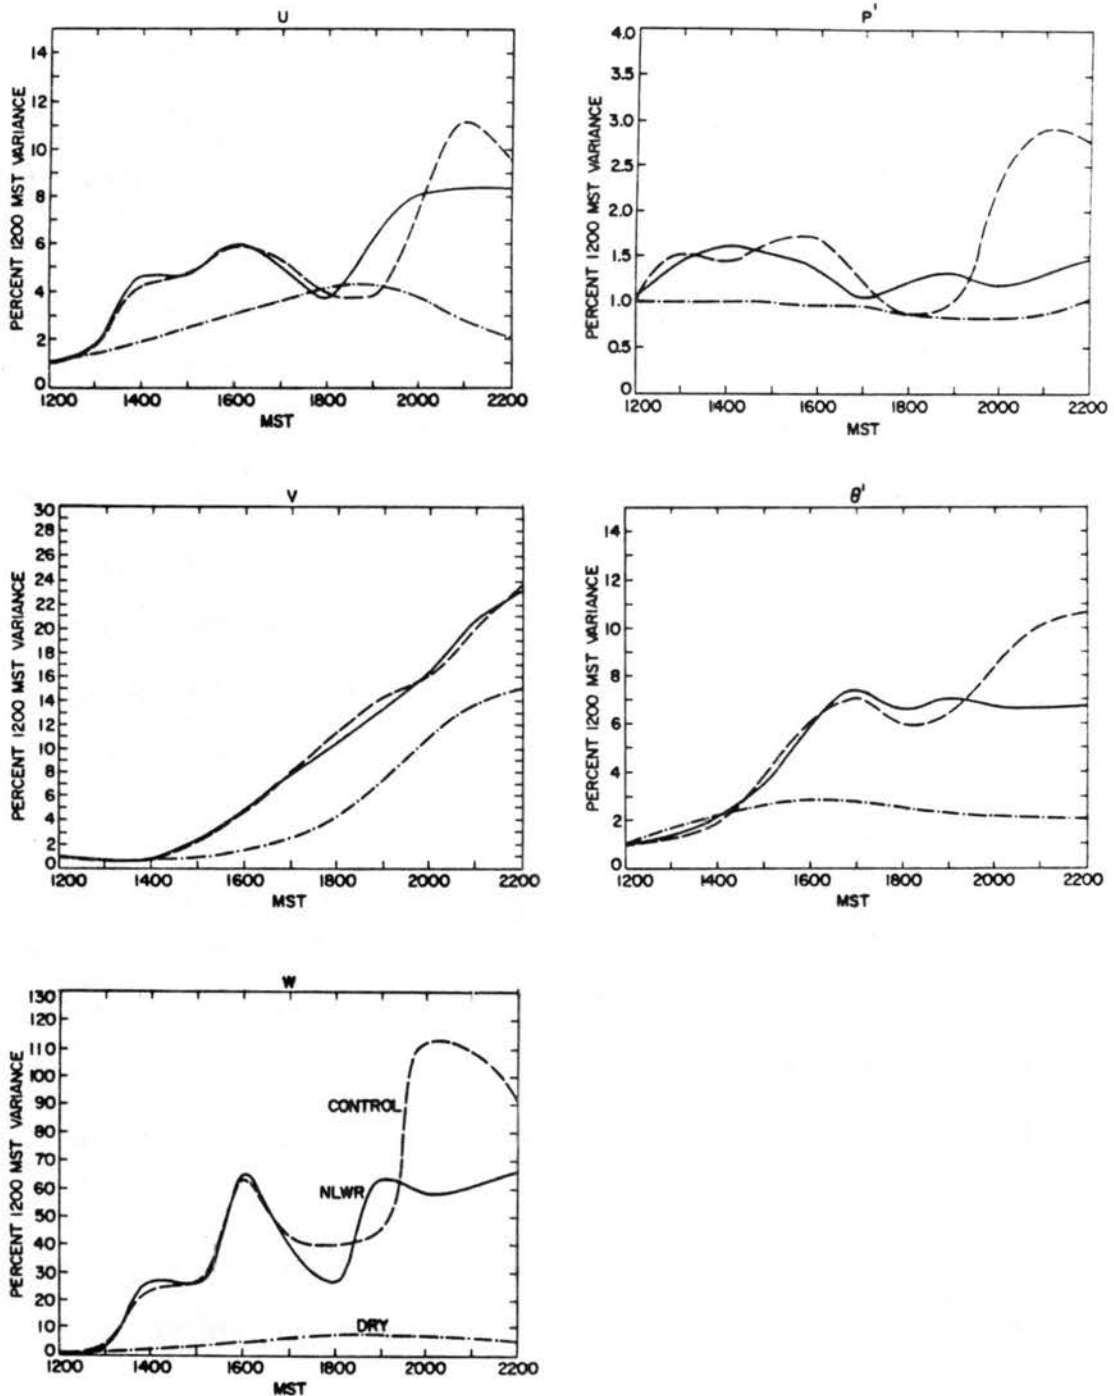 U
PERCENT 1200 MST VARIANCE
14
12
10
8
6
4
2
0
1200 1400 1600 1800 2000 2200
MST
P'
PERCENT 1200 MST VARIANCE
4.0
3.5
3.0
2.5
2.0
1.5
1.0
0.5
0
1200 1400 1600 1800 2000 2200
MST
V
PERCENT 1200 MST VARIANCE
30
28
26
24
22
20
18
16
14
12
10
8
6
4
2
0
1200 1400 1600 1800 2000 2200
MST
θ'
PERCENT 1200 MST VARIANCE
14
12
10
8
6
4
2
0
1200 1400 1600 1800 2000 2200
MST
W
PERCENT 1200 MST VARIANCE
130
120
110
100
90
80
70
60
50
40
30
20
10
0
1200 1400 1600 1800 2000 2200
MST
CONTROL
NLWR
DRY